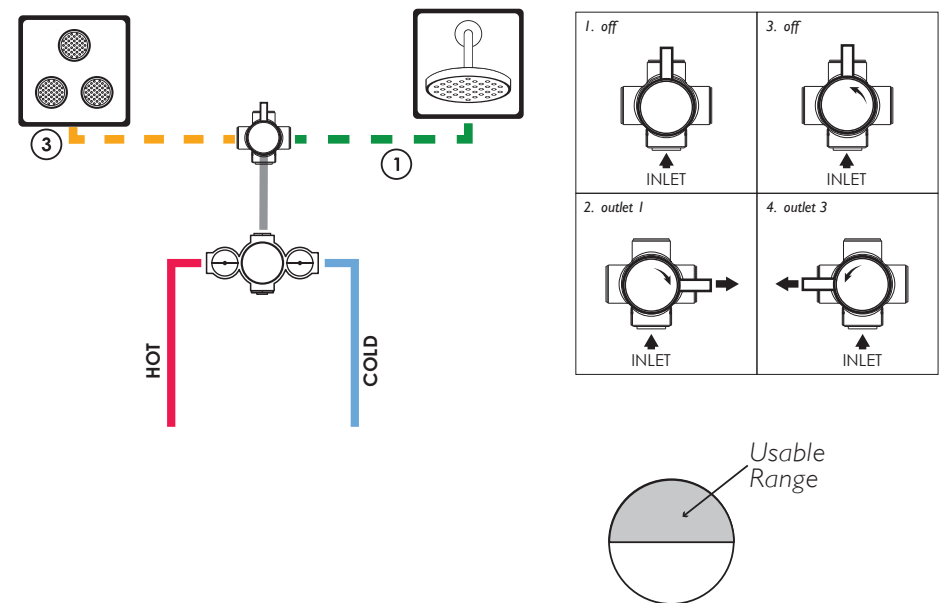 3
1
HOT
COLD
1. off
3. off
INLET
INLET
2. outlet 1
4. outlet 3
INLET
INLET
Usable
Range